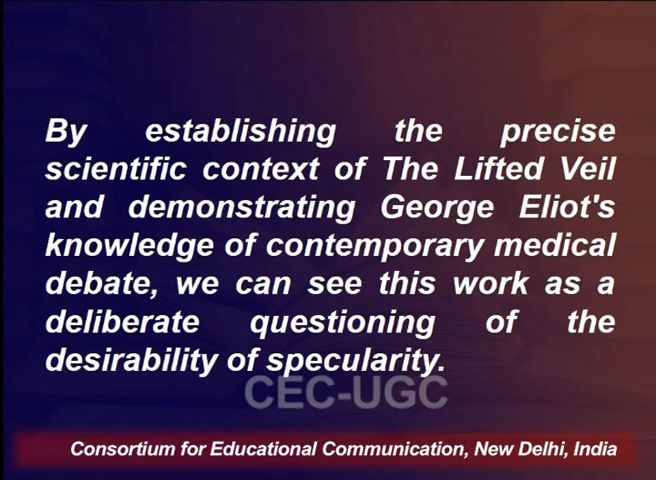 By establishing the precise
scientific context of The Lifted Veil
and demonstrating George Eliot's
knowledge of contemporary medical
debate, we can see this work as a
deliberate questioning of the
desirability of specularity.
CEC-UGC
Consortium for Educational Communication, New Delhi, India